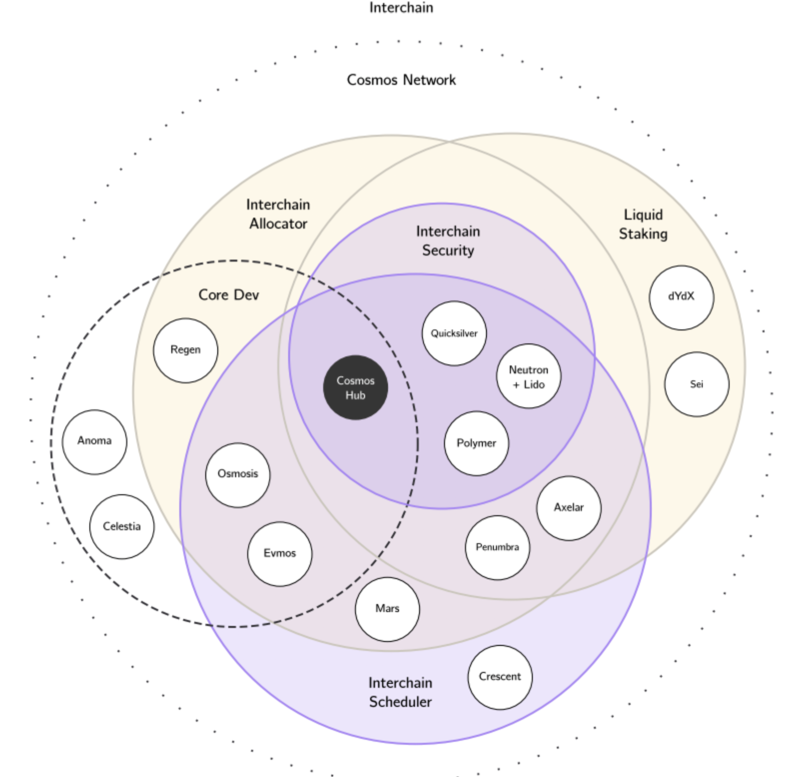 Interchain
Cosmos Network
Interchain
Allocator
Liquid
Staking
Interchain
Security
Core Dev
dYdX
Quicksilver
Regen
Neutron
+ Lido
Cosmos
Hub
Sei
Anoma
Polymer
Osmosis
Axelar
Celestia
Evmos
Penumbra
Mars
Crescent
Interchain
Scheduler